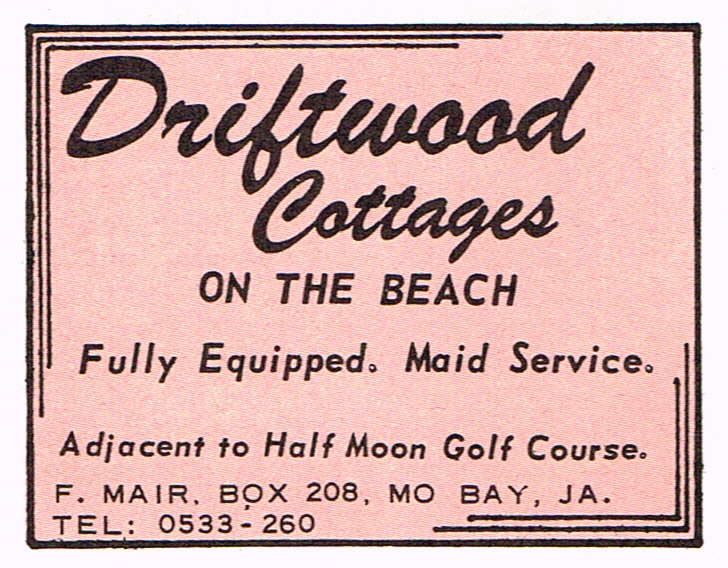 Driftwood
Cottages
ON THE BEACH
Fully Equipped. Maid Service.
Adjacent to Half Moon Golf Course.
F. MAIR. BOX 208, MO BAY, JA.
TEL: 0533-260